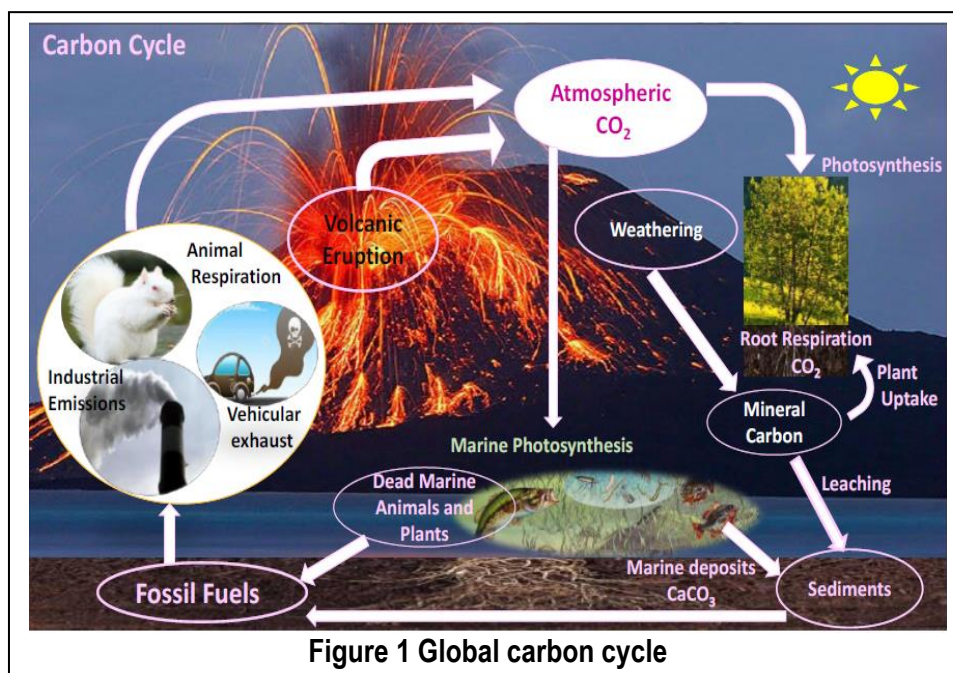 Carbon Cycle
Atmospheric
CO₂
Photosynthesis
Volcanic
Eruption
Weathering
Animal
Respiration
Industrial
Emissions
Vehicular
exhaust
Root Respiration
CO₂
Plant
Uptake
Mineral
Carbon
Marine Photosynthesis
Dead Marine
Animals and
Plants
Leaching
Marine deposits
CaCO₃
Sediments
Fossil Fuels
Figure 1 Global carbon cycle